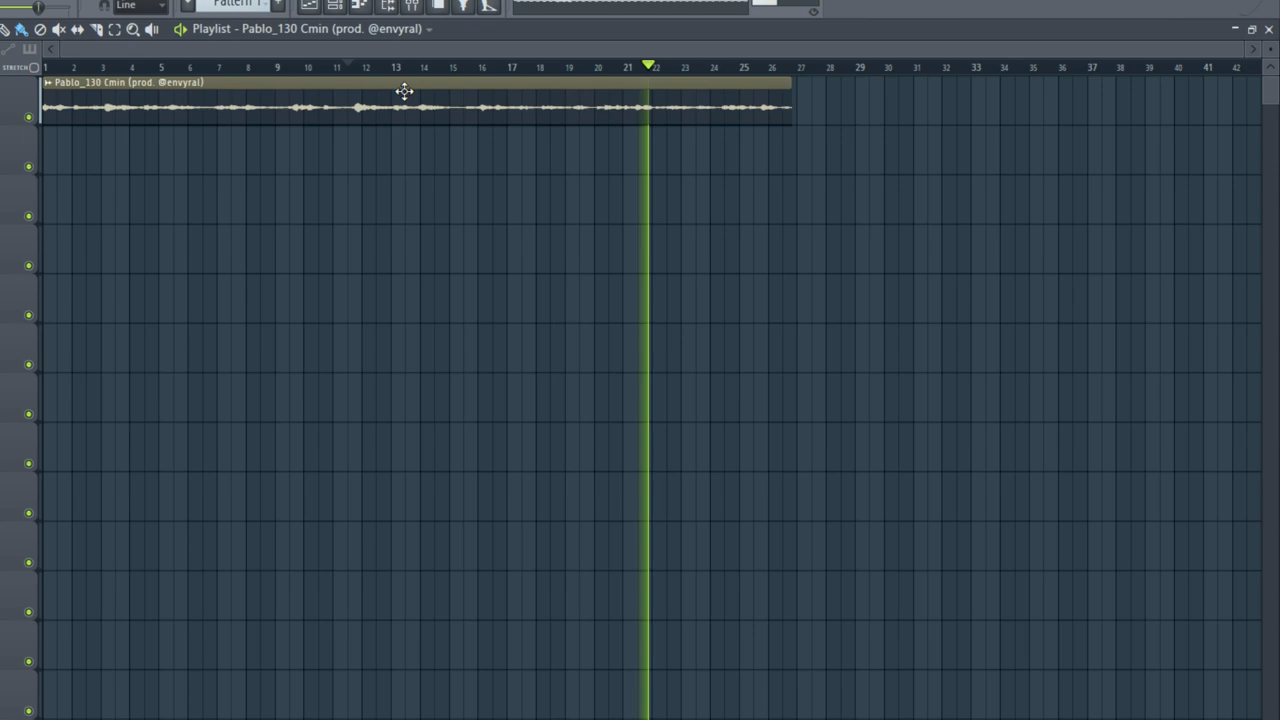 Line
Pattern 1
Playlist - Pablo_130 Cmin (prod. @envyral)
STRETCH 1 2 3 4 5 6 7 8 9 10 11 12 13 14 15 16 17 18 19 20 21 22 23 24 25 26 27 28 29 30 31 32 33 34 35 36 37 38 39 40 41 42
Pablo_130 Cmin (prod. @envyral)